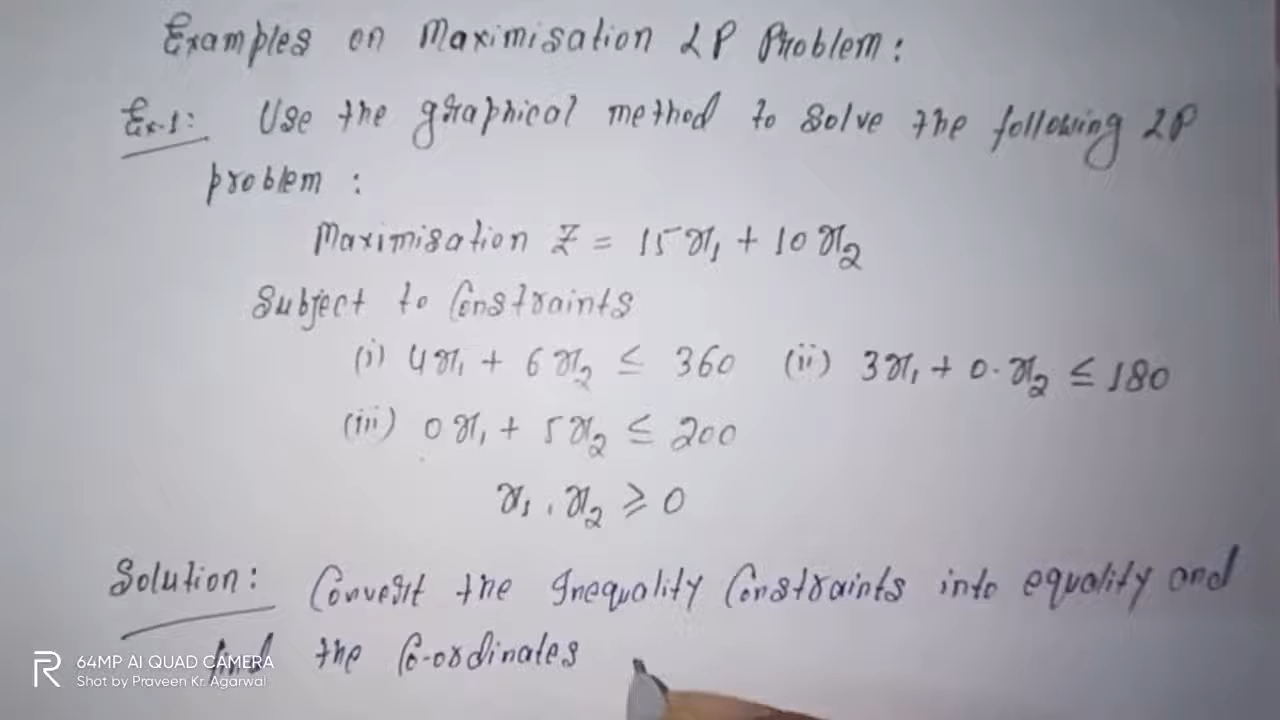 Examples on Maximisation LP Problem:
Ex-1: Use the graphical method to solve the following LP
problem :
Maximisation Z = 15x₁ + 10x₂
Subject to Constraints
(i) 4x₁ + 6x₂ ≤ 360 (ii) 3x₁ + 0.x₂ ≤ 180
(iii) 0x₁ + 5x₂ ≤ 200
x₁, x₂ ≥ 0
Solution: Convert the Inequality Constraints into equality and
find the Co-ordinates
64MP AI QUAD CAMERA
Shot by Praveen Kr. Agarwal